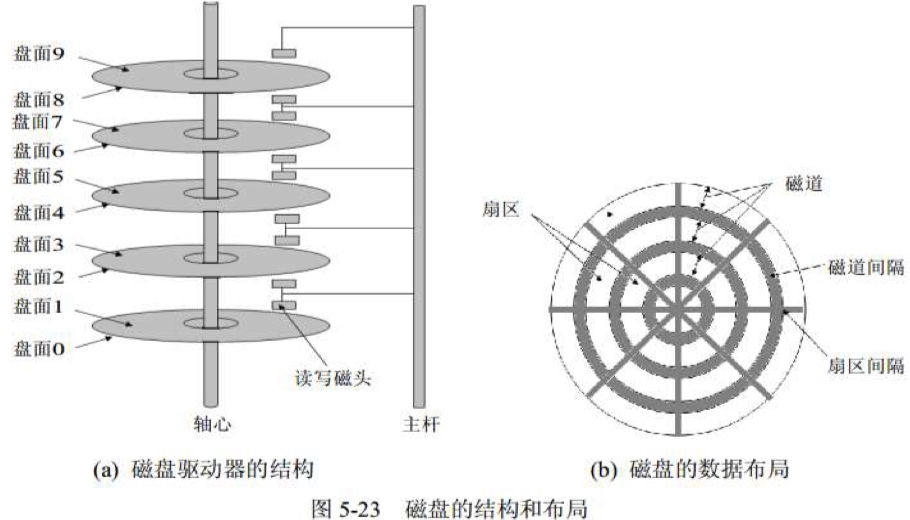 盘面9
盘面8
盘面7
盘面6
盘面5
盘面4
盘面3
盘面2
盘面1
盘面0
读写磁头
轴心
主杆
(a) 磁盘驱动器的结构
磁道
扇区
磁道间隔
扇区间隔
(b) 磁盘的数据布局
图 5-23 磁盘的结构和布局